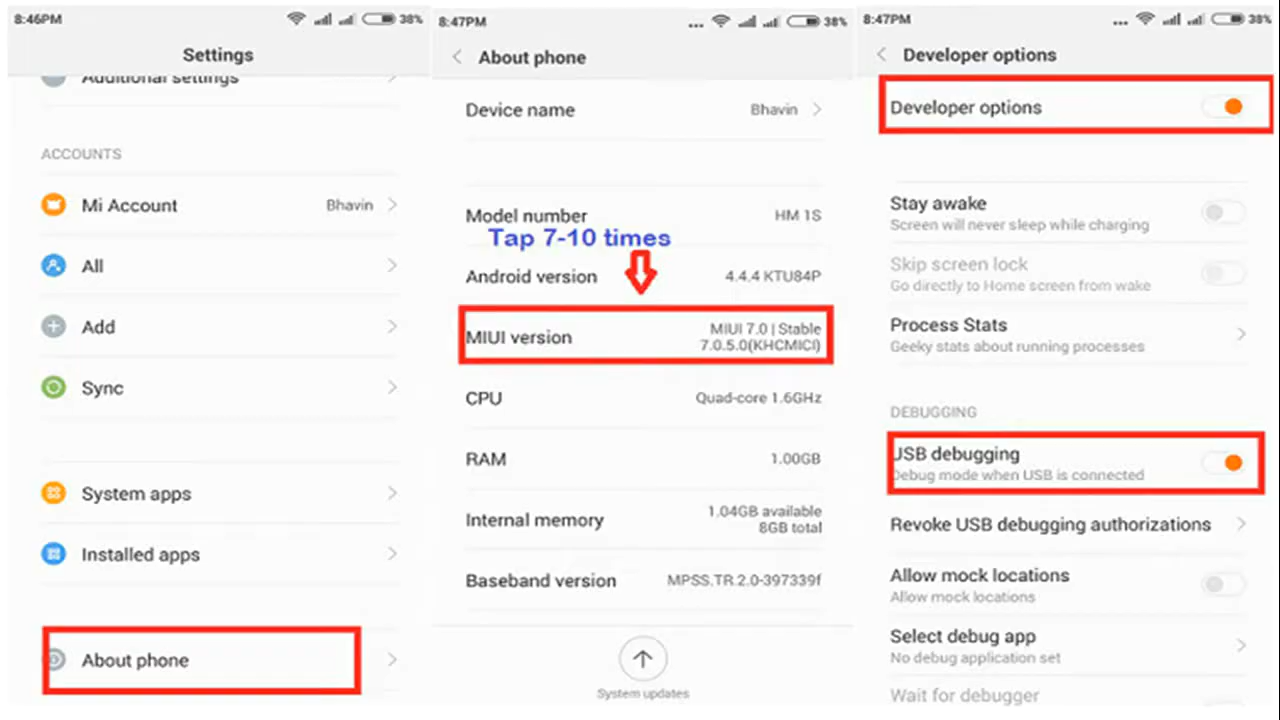 8:46PM 38%
Settings
Additional settings
ACCOUNTS
Mi Account Bhavin
All
Add
Sync
System apps
Installed apps
About phone
8:47PM ... 38%
About phone
Device name Bhavin
Model number HM 1S
Tap 7-10 times
Android version 4.4.4 KTU84P
MIUI version MIUI 7.0 | Stable
7.0.5.0(KHCMICI)
CPU Quad-core 1.6GHz
RAM 1.00GB
Internal memory 1.04GB available
8GB total
Baseband version MPSS.TR.2.0-397339f
System updates
8:47PM ... 38%
Developer options
Developer options
Stay awake
Screen will never sleep while charging
Skip screen lock
Go directly to Home screen from wake
Process Stats
Geeky stats about running processes
DEBUGGING
USB debugging
Debug mode when USB is connected
Revoke USB debugging authorizations
Allow mock locations
Allow mock locations
Select debug app
No debug application set
Wait for debugger